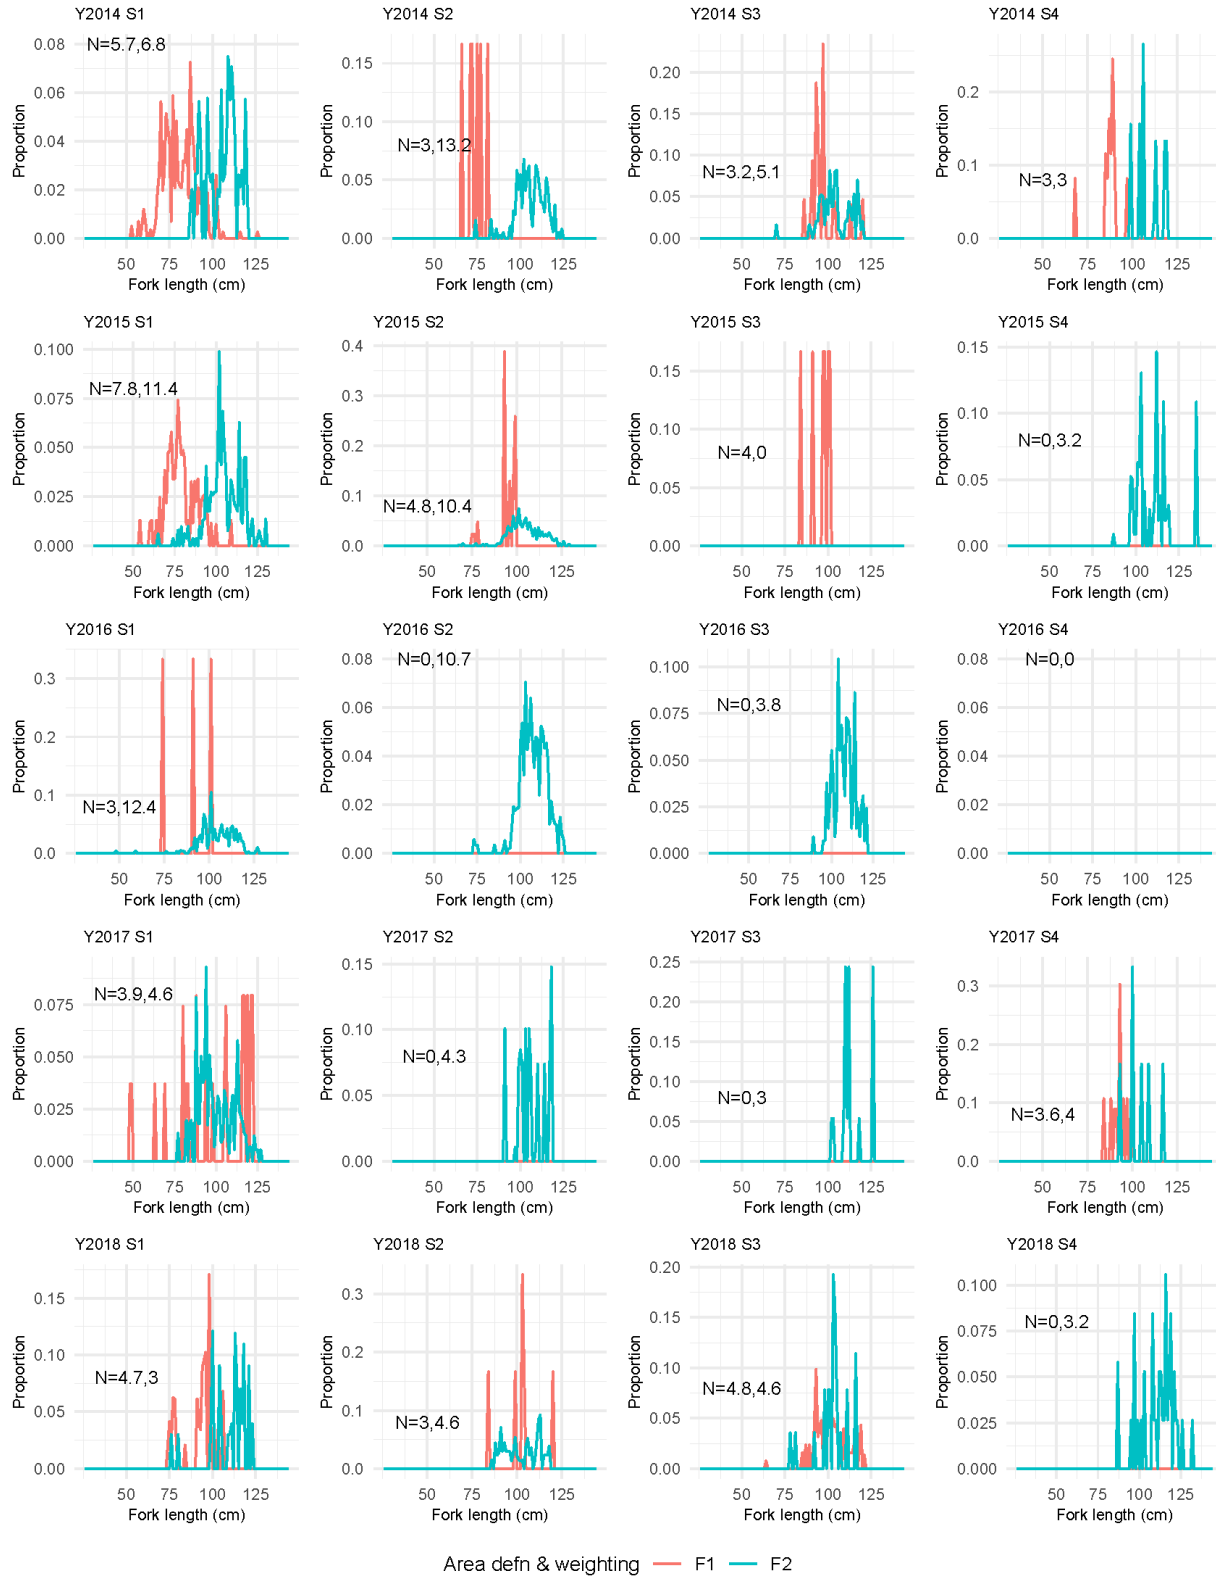 Y2014 S1
N=5.7,6.8
Proportion
0.08
0.06
0.04
0.02
0.00
50 75 100 125
Fork length (cm)
Y2014 S2
N=3,13.2
Proportion
0.15
0.10
0.05
0.00
50 75 100 125
Fork length (cm)
Y2014 S3
N=3.2,5.1
Proportion
0.20
0.15
0.10
0.05
0.00
50 75 100 125
Fork length (cm)
Y2014 S4
N=3,3
Proportion
0.2
0.1
0.0
50 75 100 125
Fork length (cm)
Y2015 S1
N=7.8,11.4
Proportion
0.100
0.075
0.050
0.025
0.000
50 75 100 125
Fork length (cm)
Y2015 S2
N=4.8,10.4
Proportion
0.4
0.3
0.2
0.1
0.0
50 75 100 125
Fork length (cm)
Y2015 S3
N=4,0
Proportion
0.15
0.10
0.05
0.00
50 75 100 125
Fork length (cm)
Y2015 S4
N=0,3.2
Proportion
0.15
0.10
0.05
0.00
50 75 100 125
Fork length (cm)
Y2016 S1
N=3,12.4
Proportion
0.3
0.2
0.1
0.0
50 75 100 125
Fork length (cm)
Y2016 S2
N=0,10.7
Proportion
0.08
0.06
0.04
0.02
0.00
50 75 100 125
Fork length (cm)
Y2016 S3
N=0,3.8
Proportion
0.100
0.075
0.050
0.025
0.000
50 75 100 125
Fork length (cm)
Y2016 S4
N=0,0
Proportion
0.08
0.06
0.04
0.02
0.00
50 75 100 125
Fork length (cm)
Y2017 S1
N=3.9,4.6
Proportion
0.075
0.050
0.025
0.000
50 75 100 125
Fork length (cm)
Y2017 S2
N=0,4.3
Proportion
0.15
0.10
0.05
0.00
50 75 100 125
Fork length (cm)
Y2017 S3
N=0,3
Proportion
0.25
0.20
0.15
0.10
0.05
0.00
50 75 100 125
Fork length (cm)
Y2017 S4
N=3.6,4
Proportion
0.3
0.2
0.1
0.0
50 75 100 125
Fork length (cm)
Y2018 S1
N=4.7,3
Proportion
0.15
0.10
0.05
0.00
50 75 100 125
Fork length (cm)
Y2018 S2
N=3,4.6
Proportion
0.3
0.2
0.1
0.0
50 75 100 125
Fork length (cm)
Y2018 S3
N=4.8,4.6
Proportion
0.20
0.15
0.10
0.05
0.00
50 75 100 125
Fork length (cm)
Y2018 S4
N=0,3.2
Proportion
0.100
0.075
0.050
0.025
0.000
50 75 100 125
Fork length (cm)
Area defn & weighting F1 F2